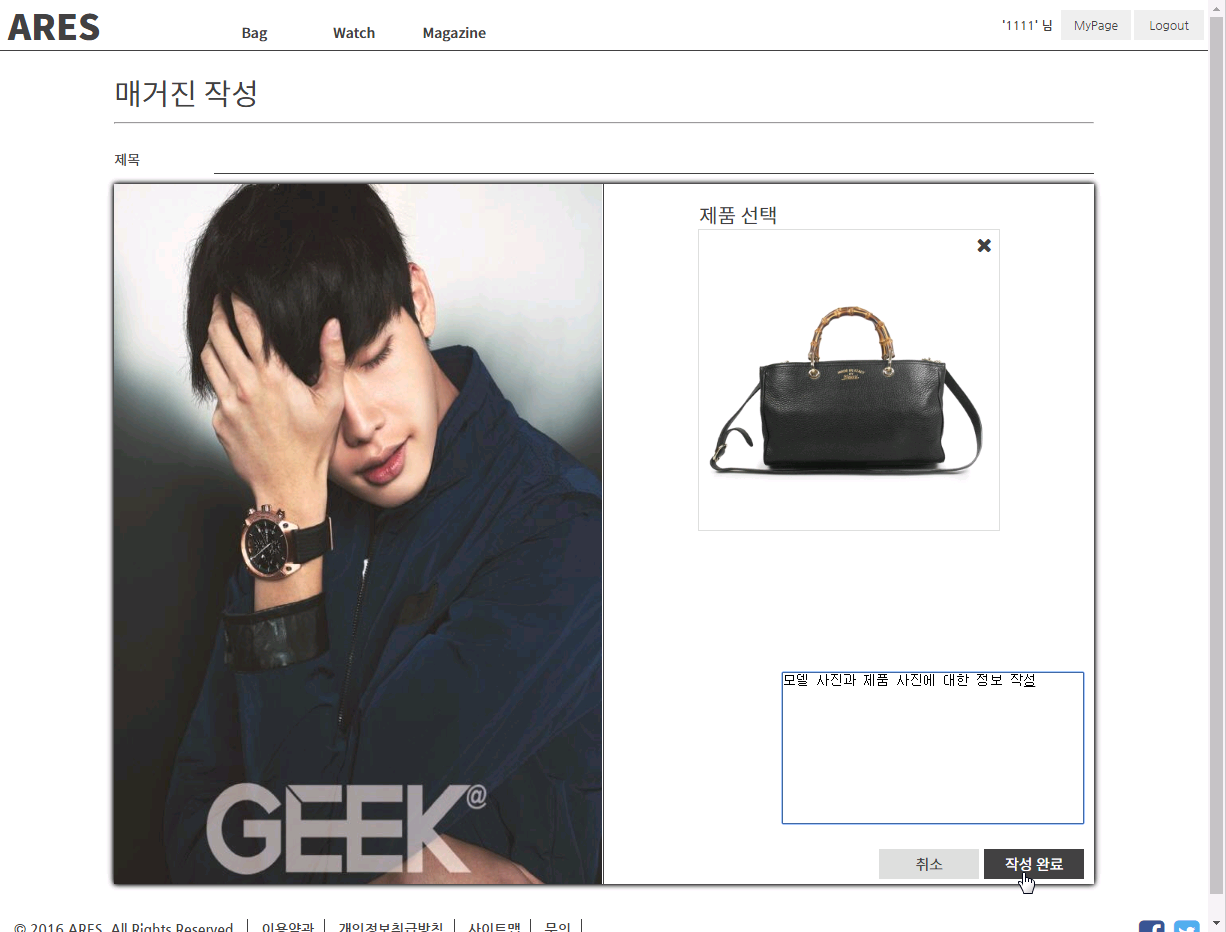 ARES
Bag Watch Magazine
'1111' 님 MyPage Logout
매거진 작성
제목
제품 선택
모델 사진과 제품 사진에 대한 정보 작성
GEEK@
취소 작성 완료
© 2016 ARES. All Rights Reserved. 이용약관 개인정보취급방침 사이트맵 문의